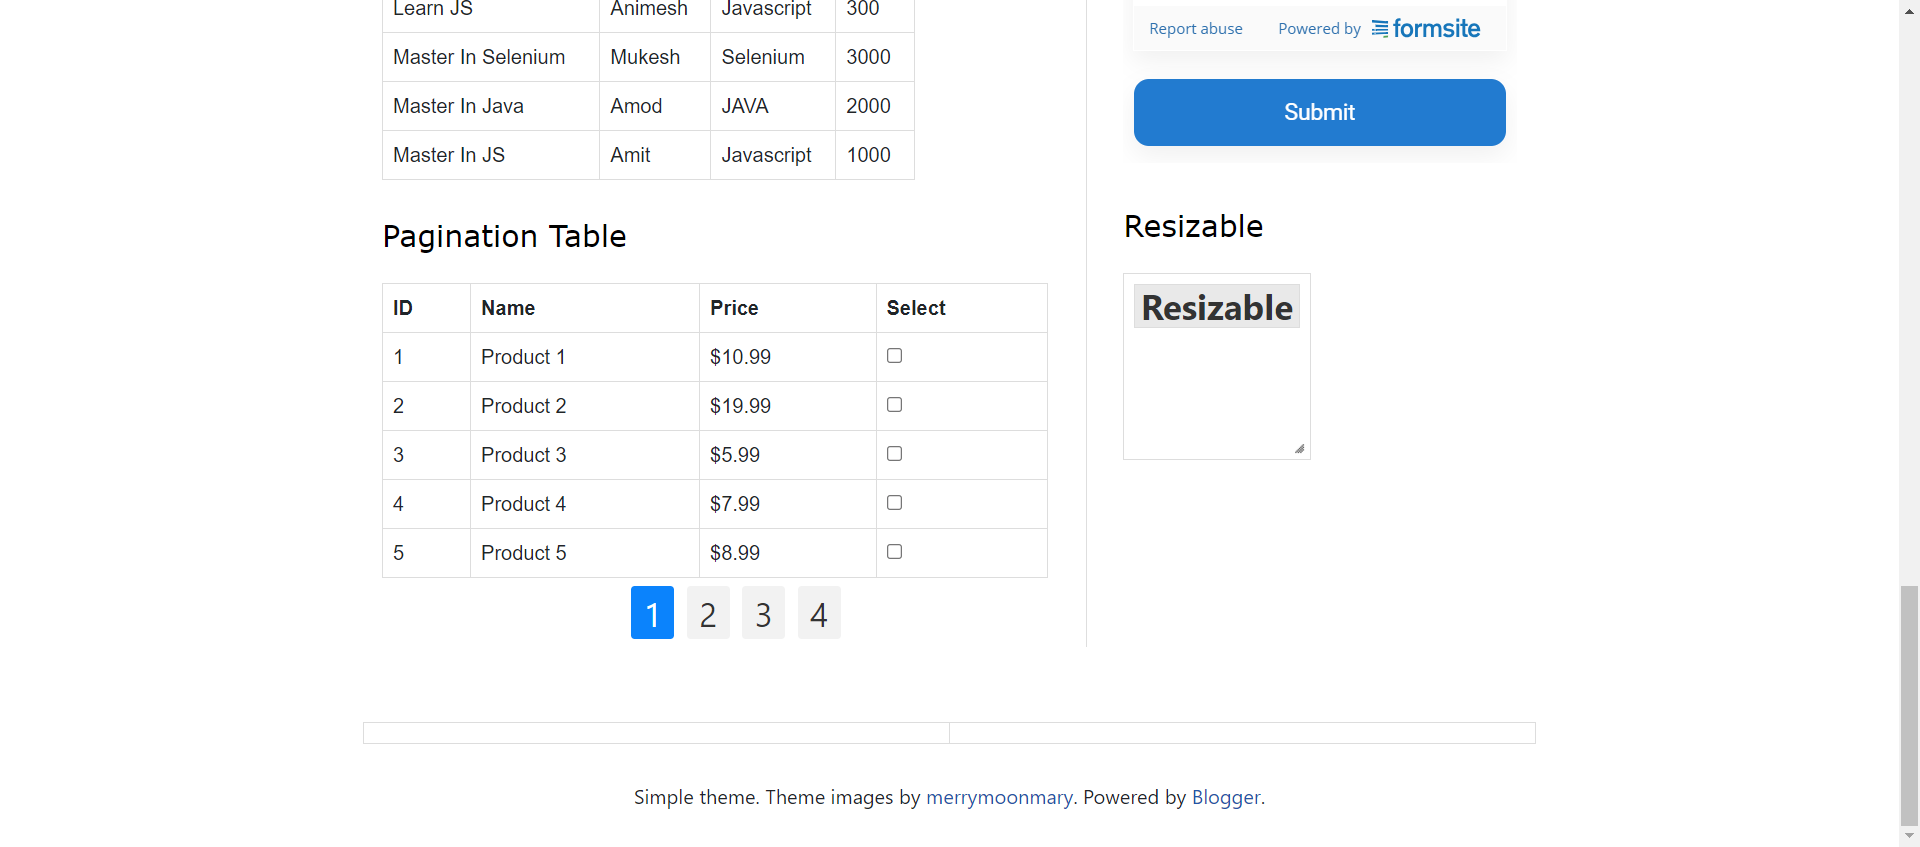 Learn JS Animesh Javascript 300
Master In Selenium Mukesh Selenium 3000
Master In Java Amod JAVA 2000
Master In JS Amit Javascript 1000
Pagination Table
ID Name Price Select
1 Product 1 $10.99
2 Product 2 $19.99
3 Product 3 $5.99
4 Product 4 $7.99
5 Product 5 $8.99
1 2 3 4
Report abuse Powered by formsite
Submit
Resizable
Resizable
Simple theme. Theme images by merrymoonmary. Powered by Blogger.